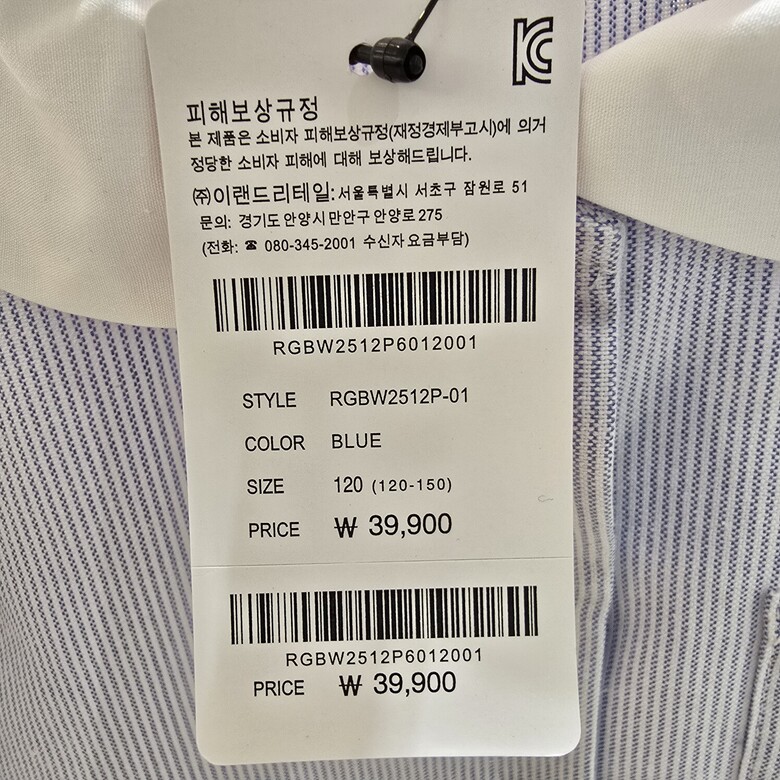 KC
피해보상규정
본 제품은 소비자 피해보상규정(재정경제부고시)에 의거
정당한 소비자 피해에 대해 보상해드립니다.
㈜이랜드리테일:서울특별시 서초구 잠원로 51
문의: 경기도 안양시 만안구 안양로 275
(전화: ☎ 080-345-2001 수신자 요금부담)
RGBW2512P6012001
STYLE RGBW2512P-01
COLOR BLUE
SIZE 120 (120-150)
PRICE ₩ 39,900
RGBW2512P6012001
PRICE ₩ 39,900